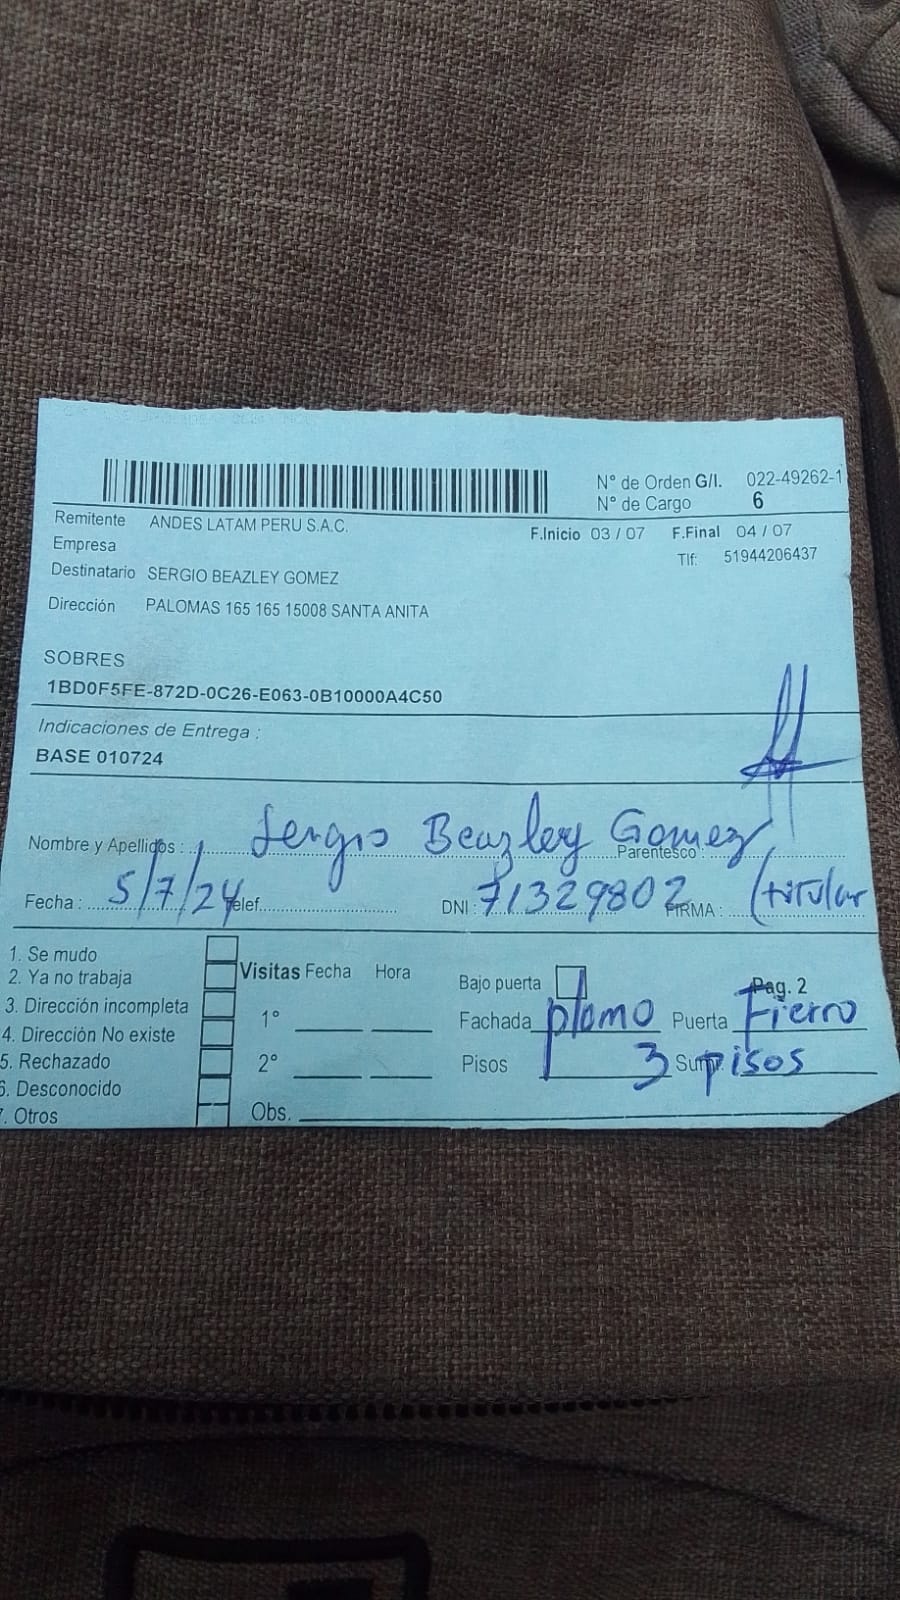 Nº de Orden G/I. 022-49262-1
Nº de Cargo 6
Remitente ANDES LATAM PERU S.A.C.
F.Inicio 03 / 07 F.Final 04 / 07
Empresa
Tlf: 51944206437
Destinatario SERGIO BEAZLEY GOMEZ
Dirección PALOMAS 165 165 15008 SANTA ANITA
SOBRES
1BD0F5FE-872D-0C26-E063-0B10000A4C50
Indicaciones de Entrega :
BASE 010724
Nombre y Apellidos : Sergio Beazley Gomez Parentesco :
Fecha : 5/7/24 Telef. DNI : 71329802 FIRMA : (titular
1. Se mudo
2. Ya no trabaja
3. Dirección incompleta
4. Dirección No existe
5. Rechazado
6. Desconocido
7. Otros
Visitas Fecha Hora
1°
2°
Obs.
Bajo puerta Pag. 2
Fachada plomo Puerta Fierro
Pisos 3 pisos